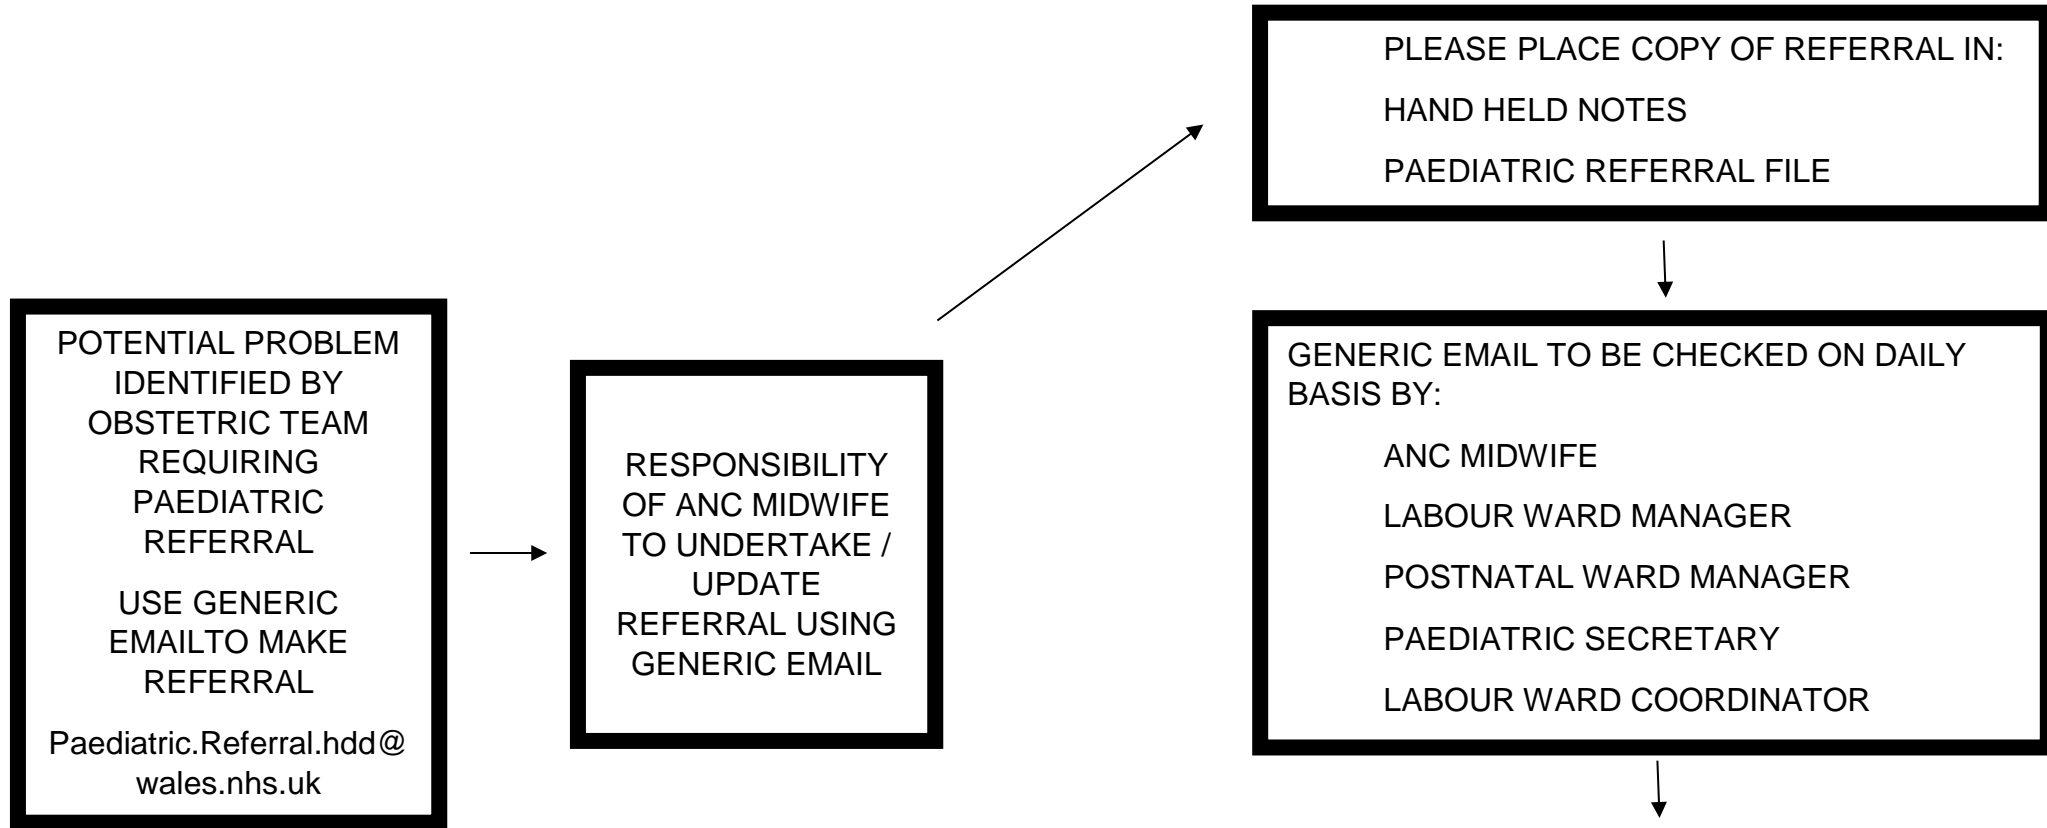 POTENTIAL PROBLEM
IDENTIFIED BY
OBSTETRIC TEAM
REQUIRING
PAEDIATRIC
REFERRAL
USE GENERIC
EMAILTO MAKE
REFERRAL
Paediatric.Referral.hdd@
wales.nhs.uk
RESPONSIBILITY
OF ANC MIDWIFE
TO UNDERTAKE /
UPDATE
REFERRAL USING
GENERIC EMAIL
PLEASE PLACE COPY OF REFERRAL IN:
HAND HELD NOTES
PAEDIATRIC REFERRAL FILE
GENERIC EMAIL TO BE CHECKED ON DAILY
BASIS BY:
ANC MIDWIFE
LABOUR WARD MANAGER
POSTNATAL WARD MANAGER
PAEDIATRIC SECRETARY
LABOUR WARD COORDINATOR